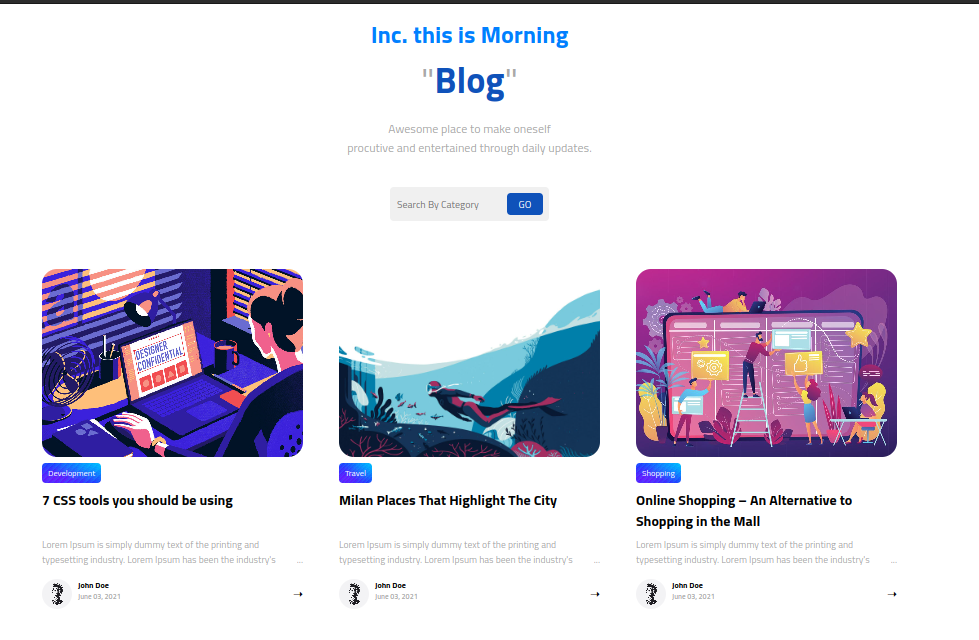 Inc. this is Morning
"Blog"
Awesome place to make oneself
procutive and entertained through daily updates.
Search By Category
GO
DESIGNER
CONFIDENTIAL
Development
7 CSS tools you should be using
Lorem Ipsum is simply dummy text of the printing and
typesetting industry. Lorem Ipsum has been the industry's ...
John Doe
June 03, 2021
Travel
Milan Places That Highlight The City
Lorem Ipsum is simply dummy text of the printing and
typesetting industry. Lorem Ipsum has been the industry's ...
John Doe
June 03, 2021
Shopping
Online Shopping – An Alternative to
Shopping in the Mall
Lorem Ipsum is simply dummy text of the printing and
typesetting industry. Lorem Ipsum has been the industry's ...
John Doe
June 03, 2021